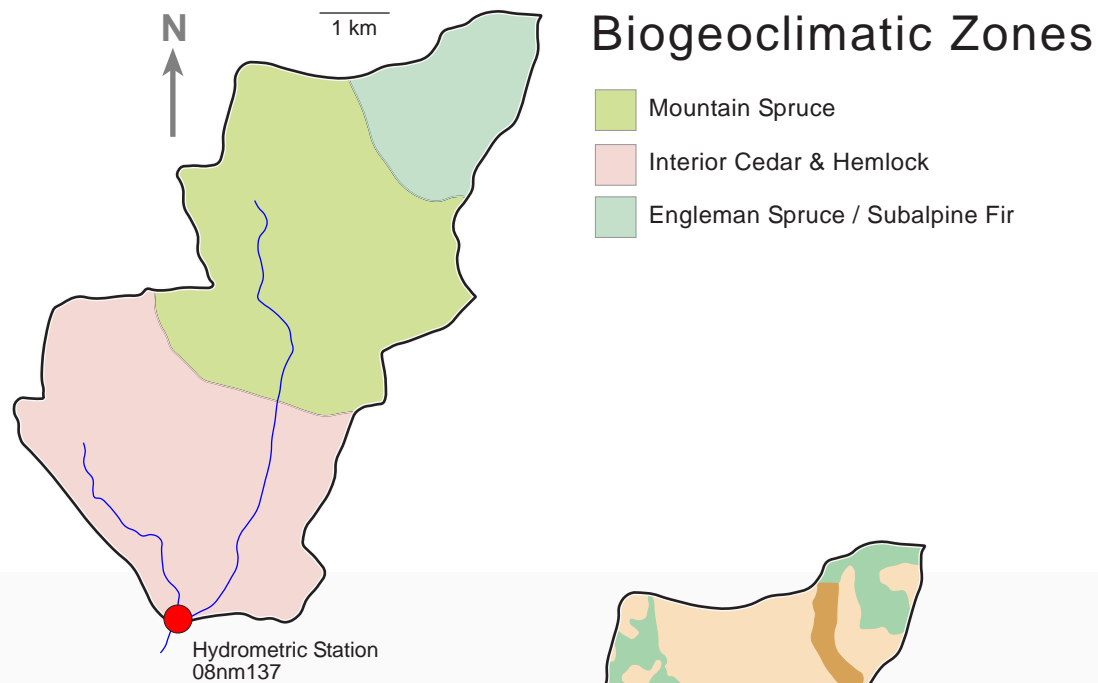 N
1 km
Biogeoclimatic Zones
Mountain Spruce
Interior Cedar & Hemlock
Engleman Spruce / Subalpine Fir
Hydrometric Station
08nm137